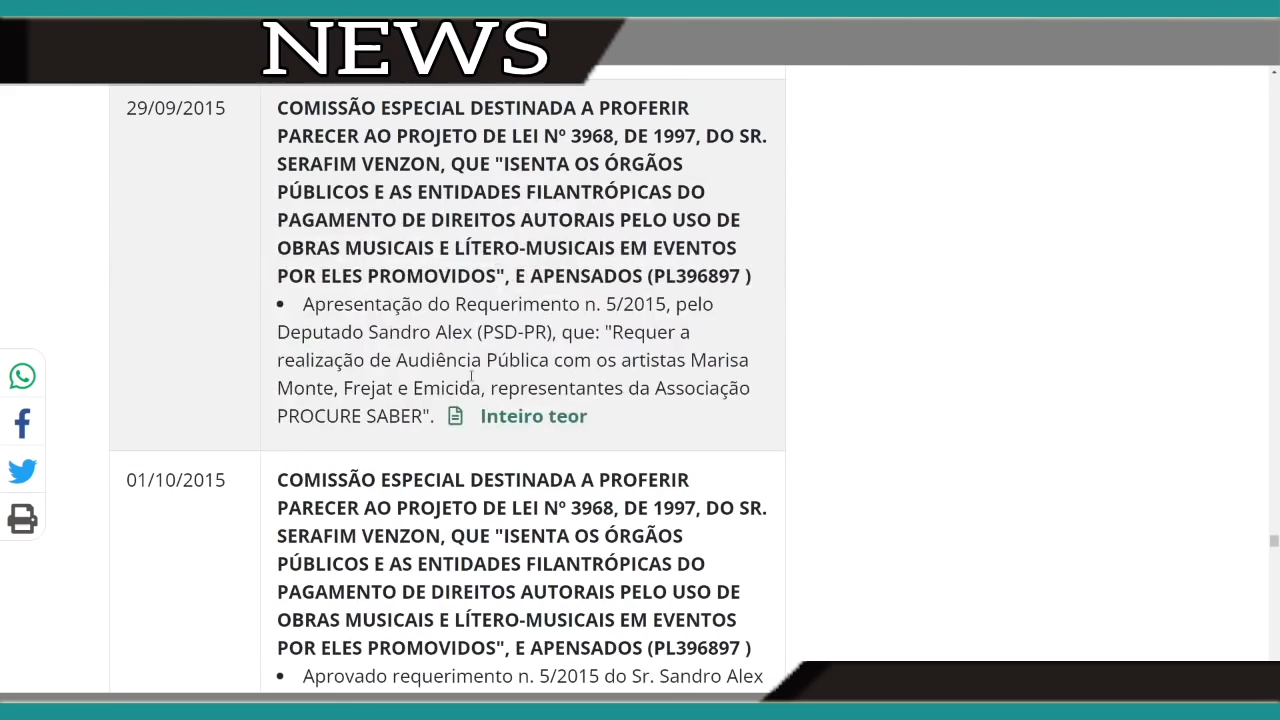 NEWS
29/09/2015
COMISSÃO ESPECIAL DESTINADA A PROFERIR
PARECER AO PROJETO DE LEI Nº 3968, DE 1997, DO SR.
SERAFIM VENZON, QUE "ISENTA OS ÓRGÃOS
PÚBLICOS E AS ENTIDADES FILANTRÓPICAS DO
PAGAMENTO DE DIREITOS AUTORAIS PELO USO DE
OBRAS MUSICAIS E LÍTERO-MUSICAIS EM EVENTOS
POR ELES PROMOVIDOS", E APENSADOS (PL396897 )
• Apresentação do Requerimento n. 5/2015, pelo
Deputado Sandro Alex (PSD-PR), que: "Requer a
realização de Audiência Pública com os artistas Marisa
Monte, Frejat e Emicida, representantes da Associação
PROCURE SABER". Inteiro teor
01/10/2015
COMISSÃO ESPECIAL DESTINADA A PROFERIR
PARECER AO PROJETO DE LEI Nº 3968, DE 1997, DO SR.
SERAFIM VENZON, QUE "ISENTA OS ÓRGÃOS
PÚBLICOS E AS ENTIDADES FILANTRÓPICAS DO
PAGAMENTO DE DIREITOS AUTORAIS PELO USO DE
OBRAS MUSICAIS E LÍTERO-MUSICAIS EM EVENTOS
POR ELES PROMOVIDOS", E APENSADOS (PL396897 )
• Aprovado requerimento n. 5/2015 do Sr. Sandro Alex